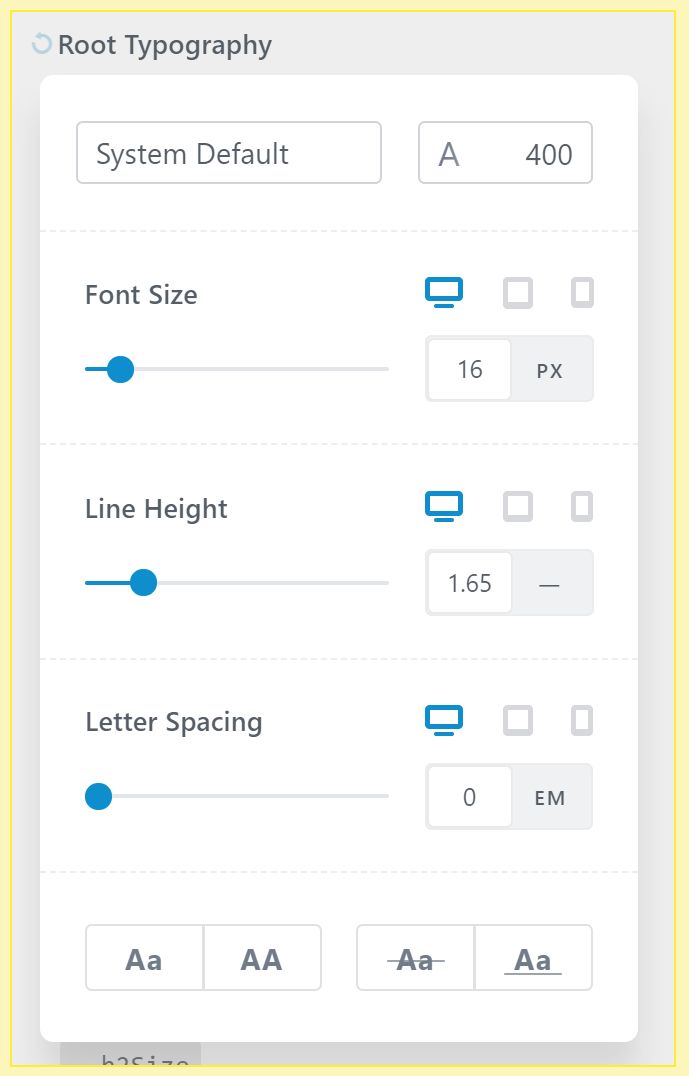 Root Typography
System Default
A 400
Font Size
16 PX
Line Height
1.65 —
Letter Spacing
0 EM
Aa AA Aa Aa
h2Size